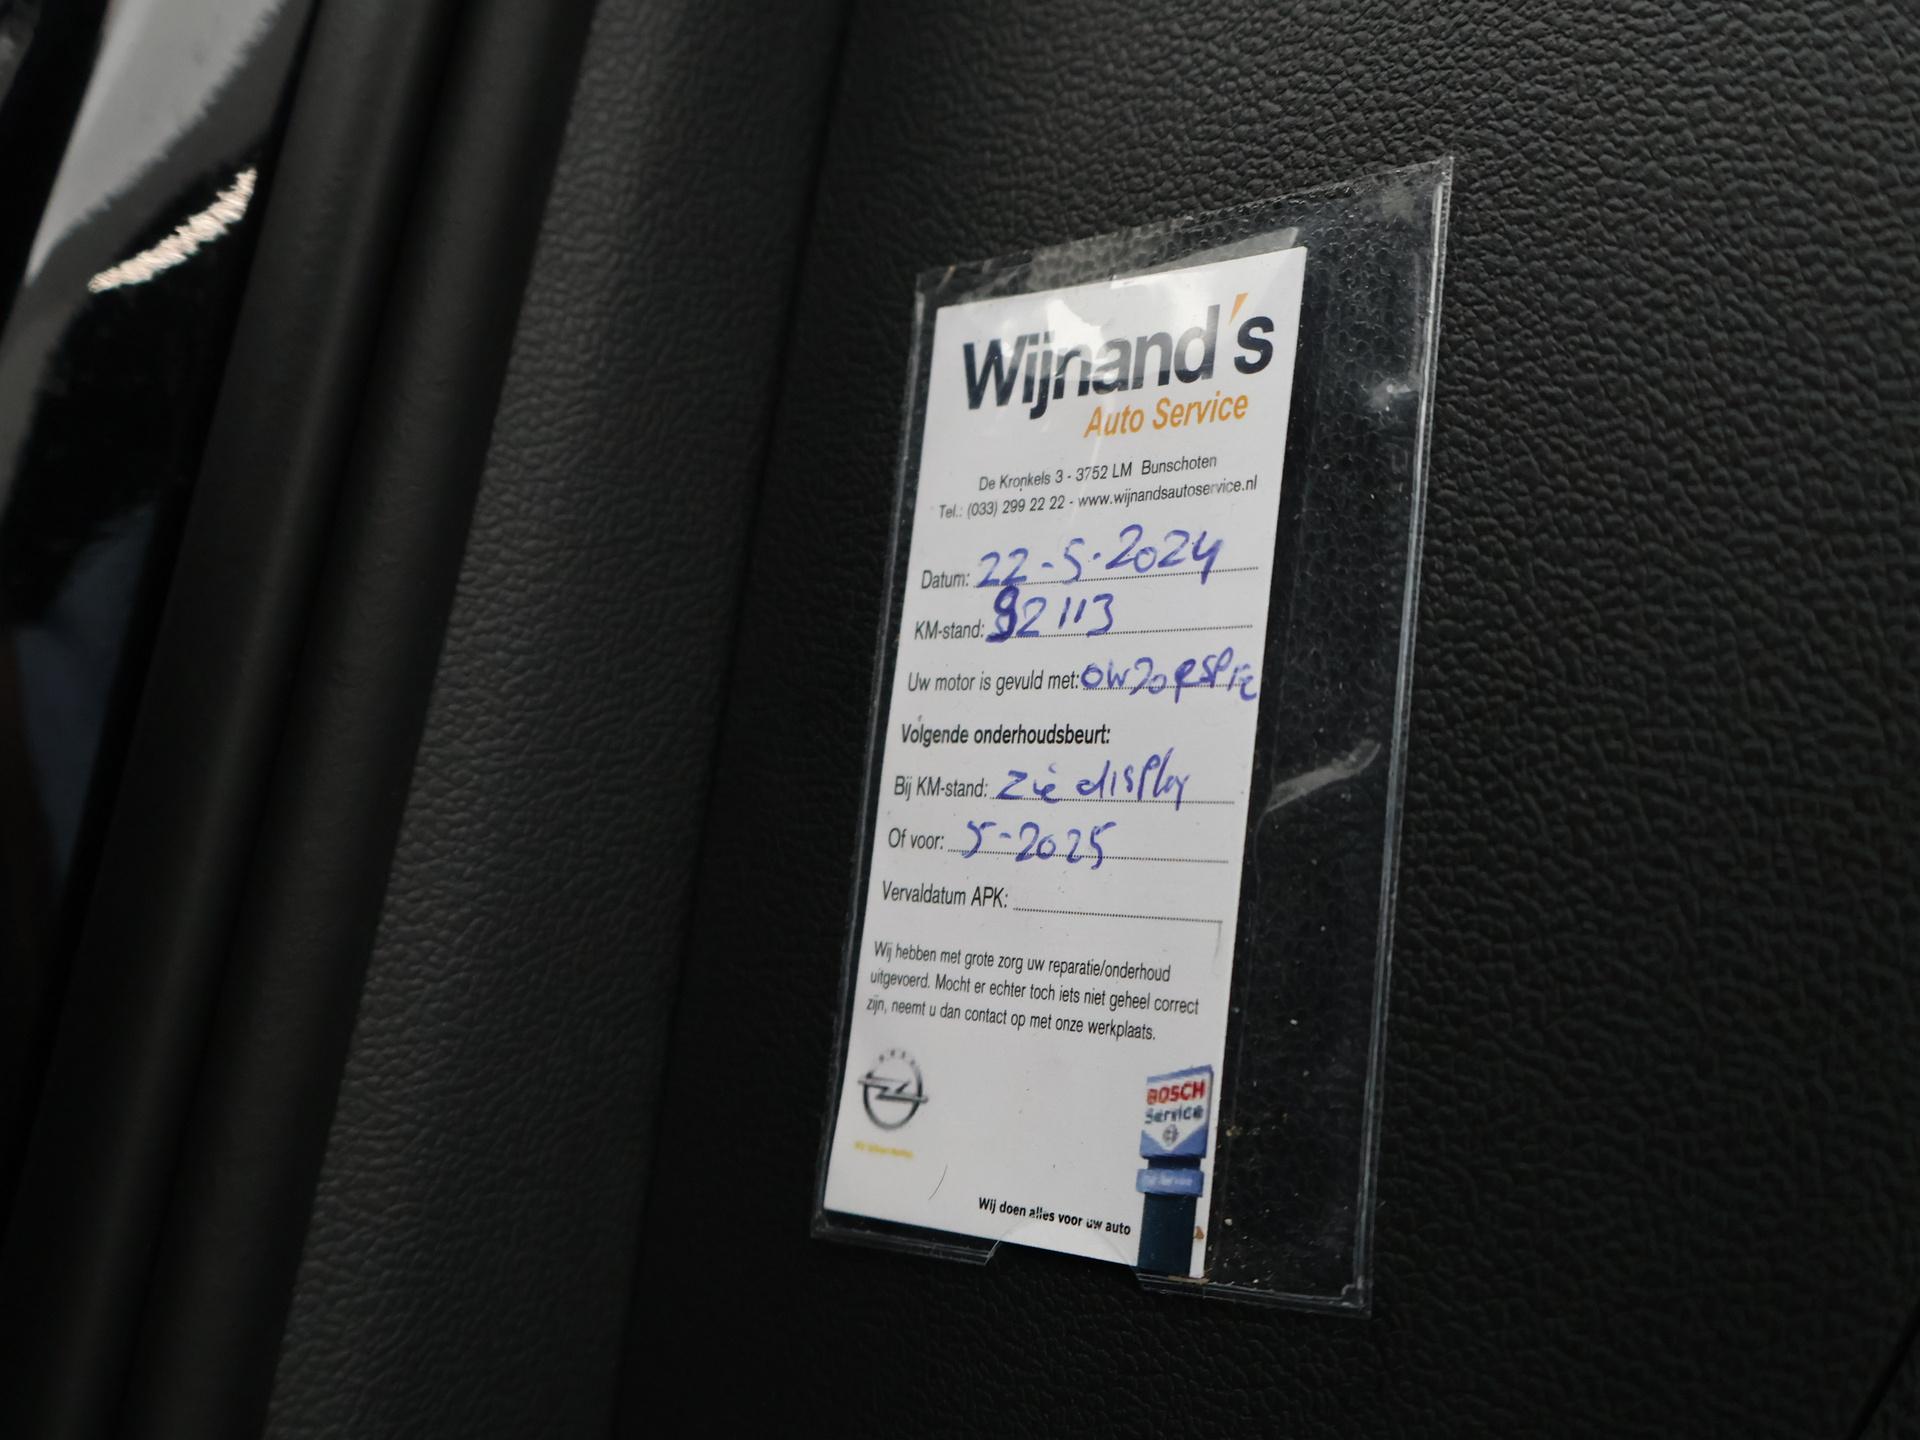 Wijnand's
Auto Service
De Kronkels 3 - 3752 LM Bunschoten
Tel.: (033) 299 22 22 - www.wijnandsautoservice.nl
Datum: 22-5-2024
KM-stand: 92113
Uw motor is gevuld met: 0W20
Volgende onderhoudsbeurt:
Bij KM-stand: zie display
Of voor: 5-2025
Vervaldatum APK:
Wij hebben met grote zorg uw reparatie/onderhoud
uitgevoerd. Mocht er echter toch iets niet geheel correct
zijn, neemt u dan contact op met onze werkplaats.
BOSCH
Service
Wij doen alles voor uw auto